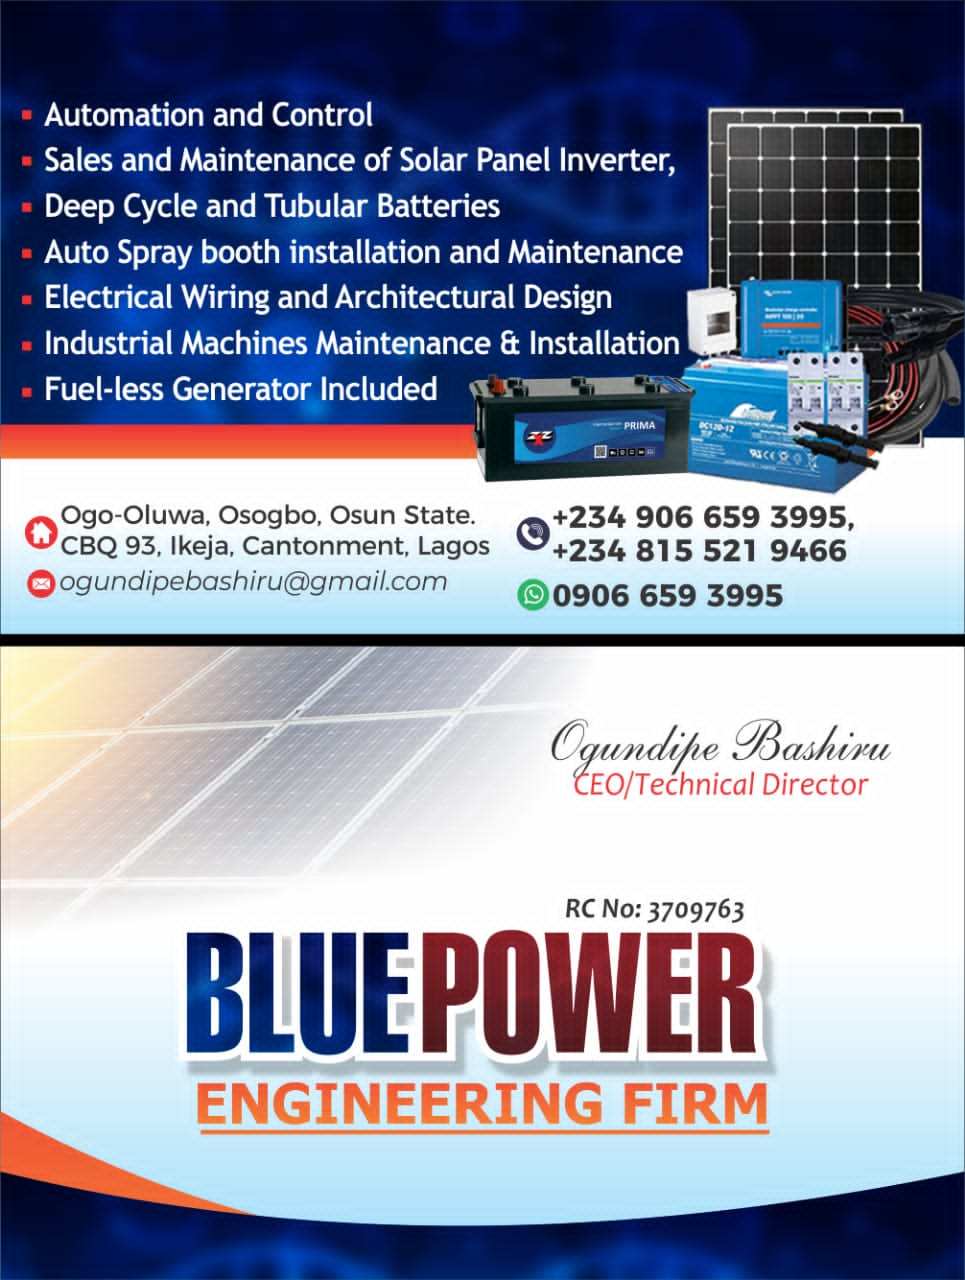 Automation and Control
Sales and Maintenance of Solar Panel Inverter,
Deep Cycle and Tubular Batteries
Auto Spray booth installation and Maintenance
Electrical Wiring and Architectural Design
Industrial Machines Maintenance & Installation
Fuel-less Generator Included
PRIMA
DC120-12
Ogo-Oluwa, Osogbo, Osun State.
CBQ 93, Ikeja, Cantonment, Lagos
ogundipebashiru@gmail.com
+234 906 659 3995,
+234 815 521 9466
0906 659 3995
Ogundipe Bashiru
CEO/Technical Director
RC No: 3709763
BLUEPOWER
ENGINEERING FIRM